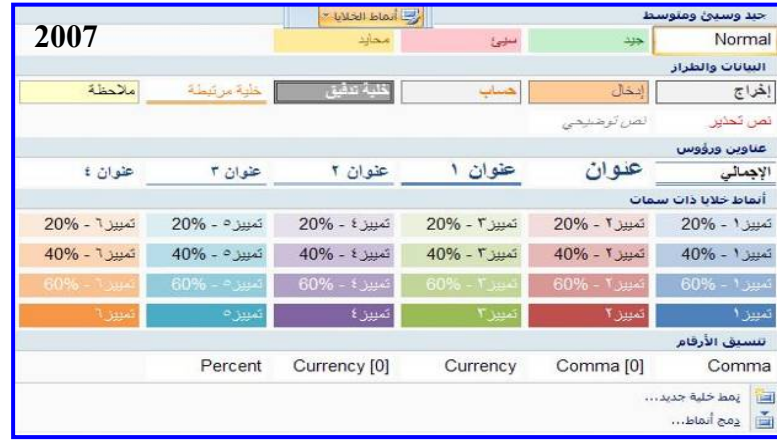 أنماط الخلايا
2007
جيد وسيئ ومتوسط
Normal جيد سيئ محايد
البيانات والطراز
إخراج إدخال حساب خلية تدقيق خلية مرتبطة ملاحظة
نص تحذير نص توضيحي
عناوين ورؤوس
الإجمالي عنوان عنوان ١ عنوان ٢ عنوان ٣ عنوان ٤
أنماط خلايا ذات سمات
تمييز١ - 20% تمييز٢ - 20% تمييز٣ - 20% تمييز٤ - 20% تمييز٥ - 20% تمييز٦ - 20%
تمييز١ - 40% تمييز٢ - 40% تمييز٣ - 40% تمييز٤ - 40% تمييز٥ - 40% تمييز٦ - 40%
تمييز١ - 60% تمييز٢ - 60% تمييز٣ - 60% تمييز٤ - 60% تمييز٥ - 60% تمييز٦ - 60%
تمييز١ تمييز٢ تمييز٣ تمييز٤ تمييز٥ تمييز٦
تنسيق الأرقام
Comma Comma [0] Currency Currency [0] Percent
نمط خلية جديد...
دمج أنماط...